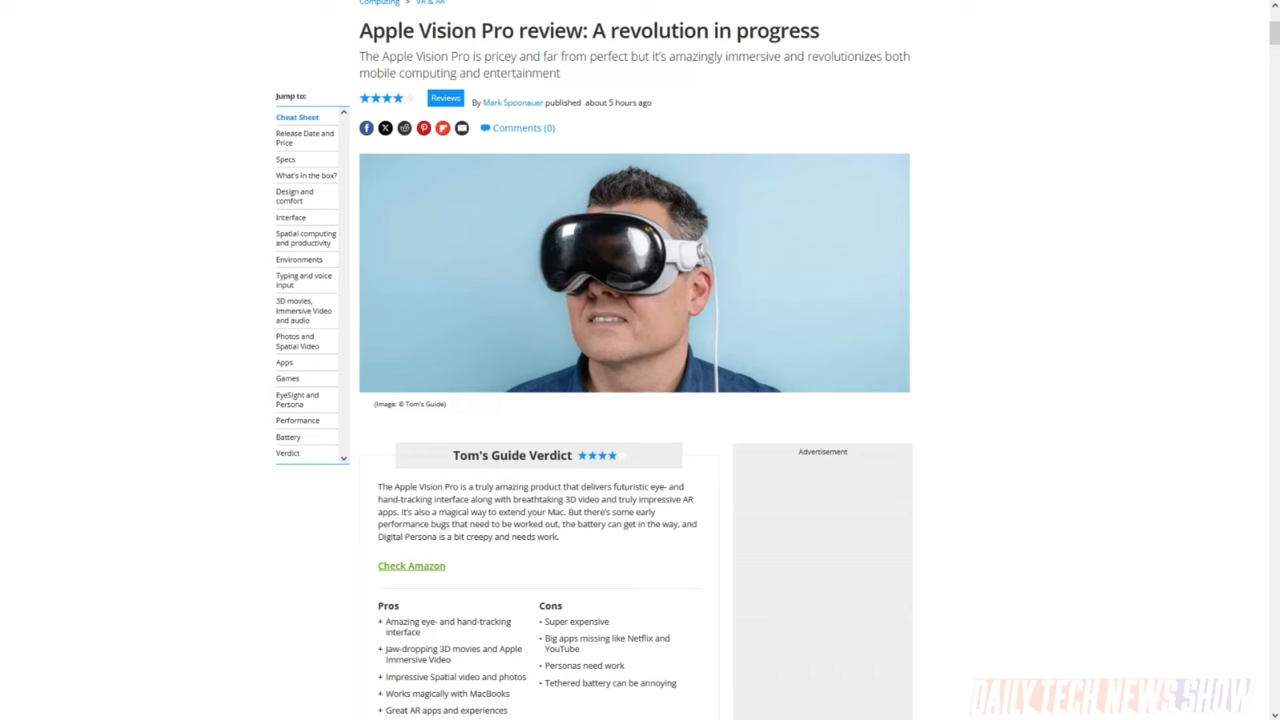 Computing > VR & AR
Apple Vision Pro review: A revolution in progress
The Apple Vision Pro is pricey and far from perfect but it's amazingly immersive and revolutionizes both
mobile computing and entertainment
Reviews
By Mark Spoonauer published about 5 hours ago
Comments (0)
Jump to:
Cheat Sheet
Release Date and
Price
Specs
What's in the box?
Design and
comfort
Interface
Spatial computing
and productivity
Environments
Typing and voice
input
3D movies,
Immersive Video
and audio
Photos and
Spatial Video
Apps
Games
EyeSight and
Persona
Performance
Battery
Verdict
(Image: © Tom's Guide)
Tom's Guide Verdict
The Apple Vision Pro is a truly amazing product that delivers futuristic eye- and
hand-tracking interface along with breathtaking 3D video and truly impressive AR
apps. It's also a magical way to extend your Mac. But there's some early
performance bugs that need to be worked out, the battery can get in the way, and
Digital Persona is a bit creepy and needs work.
Check Amazon
Pros
+ Amazing eye- and hand-tracking
interface
+ Jaw-dropping 3D movies and Apple
Immersive Video
+ Impressive Spatial video and photos
+ Works magically with MacBooks
+ Great AR apps and experiences
Cons
- Super expensive
- Big apps missing like Netflix and
YouTube
- Personas need work
- Tethered battery can be annoying
Advertisement
DAILY TECH NEWS SHOW